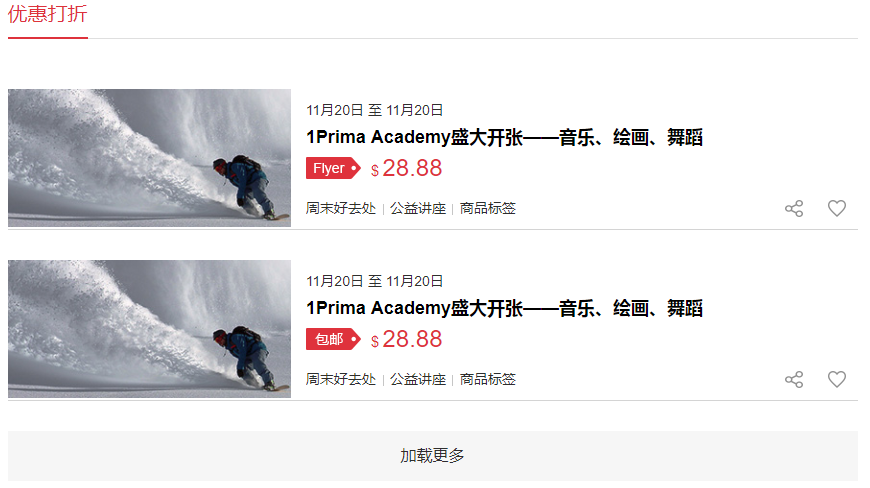 优惠打折
11月20日 至 11月20日
1Prima Academy盛大开张——音乐、绘画、舞蹈
Flyer $ 28.88
周末好去处 | 公益讲座 | 商品标签
11月20日 至 11月20日
1Prima Academy盛大开张——音乐、绘画、舞蹈
包邮 $ 28.88
周末好去处 | 公益讲座 | 商品标签
加载更多